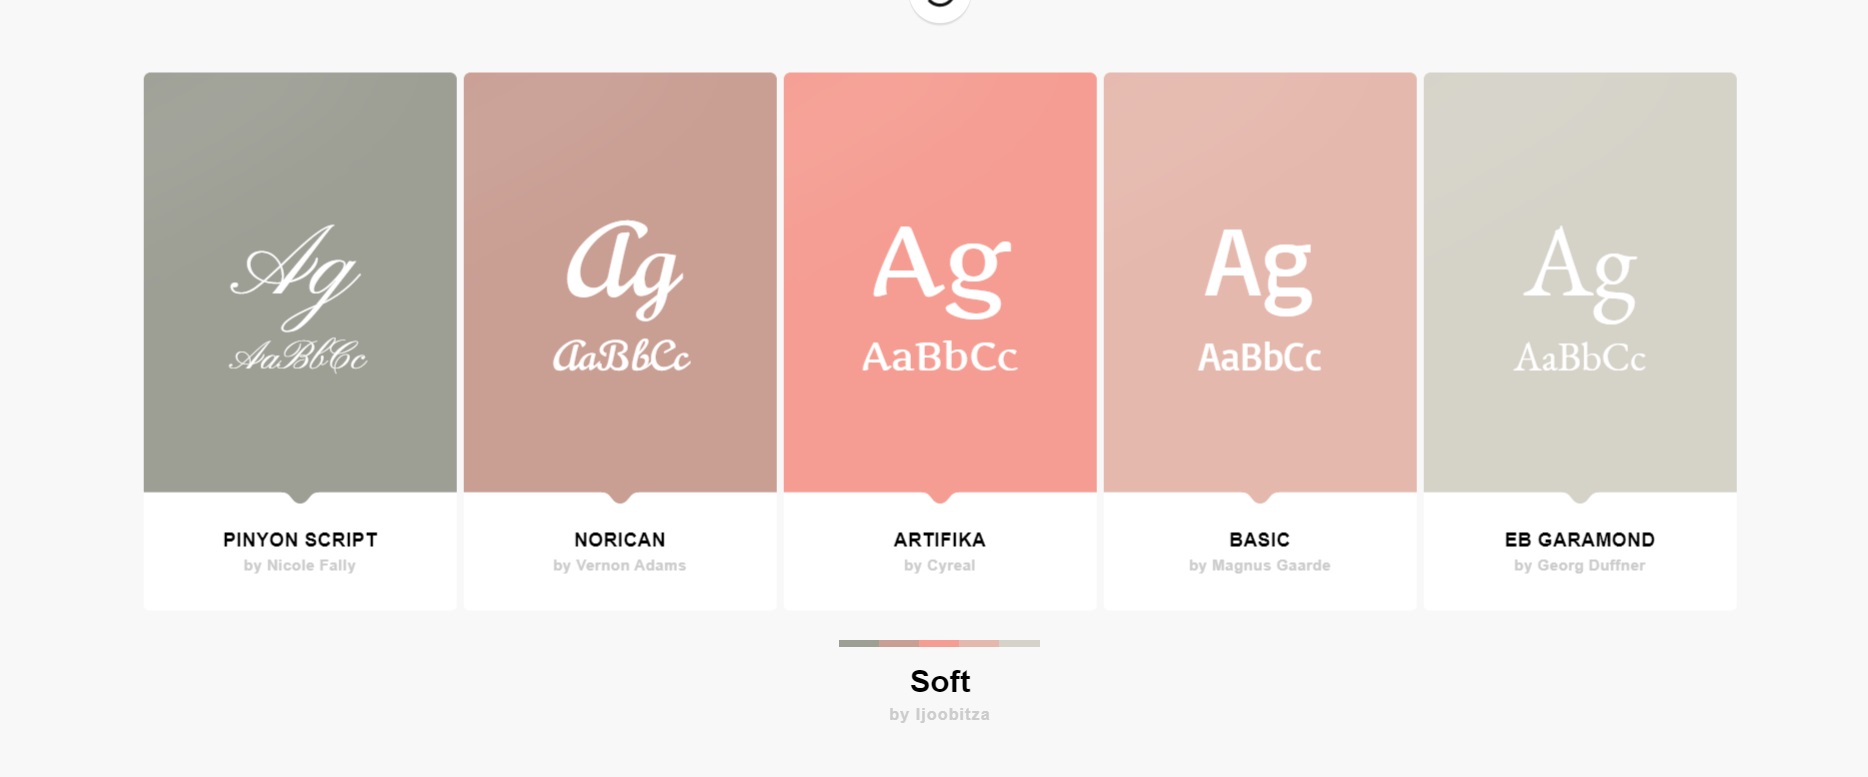 Ag
AaBbCc
PINYON SCRIPT
by Nicole Fally
Ag
AaBbCc
NORICAN
by Vernon Adams
Ag
AaBbCc
ARTIFIKA
by Cyreal
Ag
AaBbCc
BASIC
by Magnus Gaarde
Ag
AaBbCc
EB GARAMOND
by Georg Duffner
Soft
by Ijoobitza